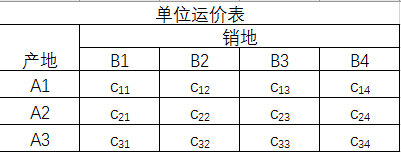 单位运价表
销地
产地 B1 B2 B3 B4
A1 c₁₁ c₁₂ c₁₃ c₁₄
A2 c₂₁ c₂₂ c₂₃ c₂₄
A3 c₃₁ c₃₂ c₃₃ c₃₄